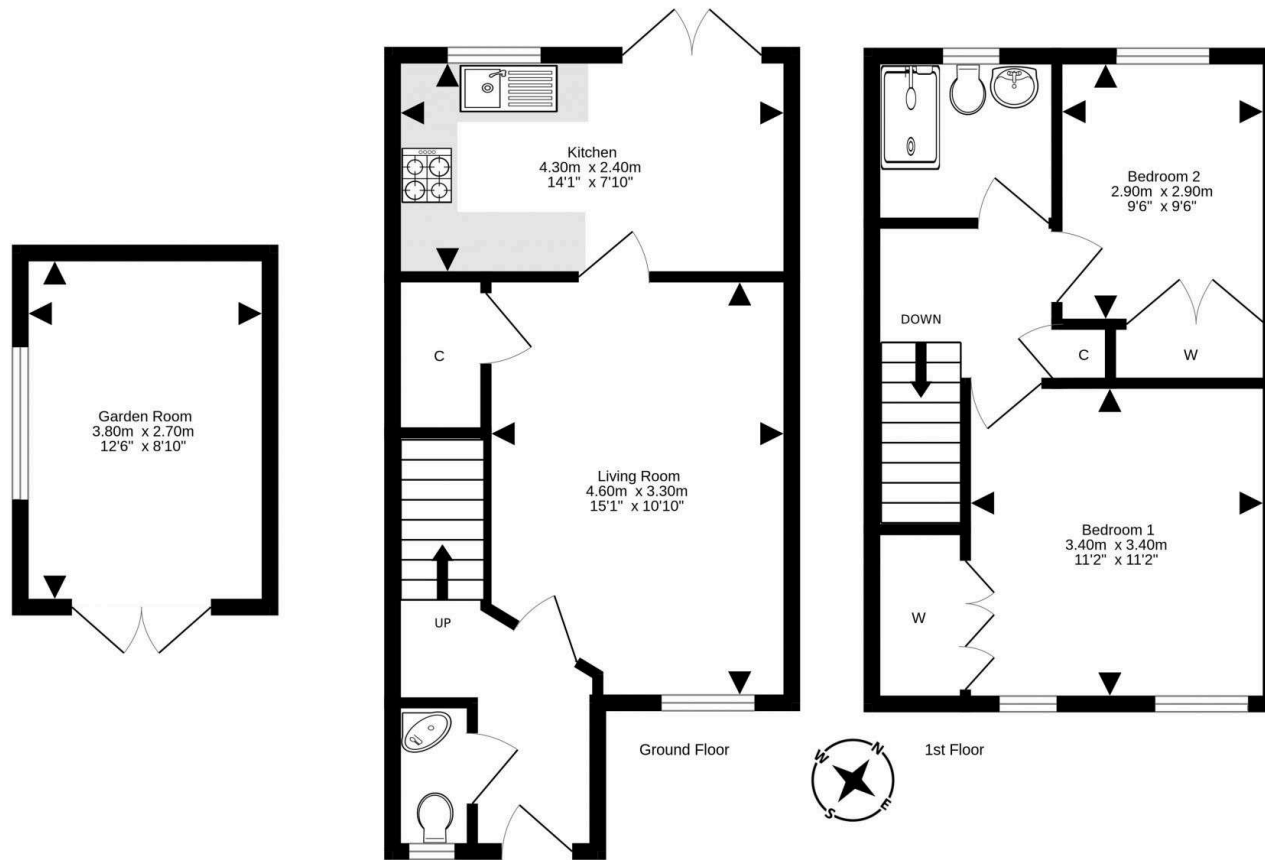 Garden Room
3.80m x 2.70m
12'6" x 8'10"
Kitchen
4.30m x 2.40m
14'1" x 7'10"
C
Living Room
4.60m x 3.30m
15'1" x 10'10"
UP
Ground Floor
Bedroom 2
2.90m x 2.90m
9'6" x 9'6"
DOWN
C
W
Bedroom 1
3.40m x 3.40m
11'2" x 11'2"
W
1st Floor
N
W
E
S